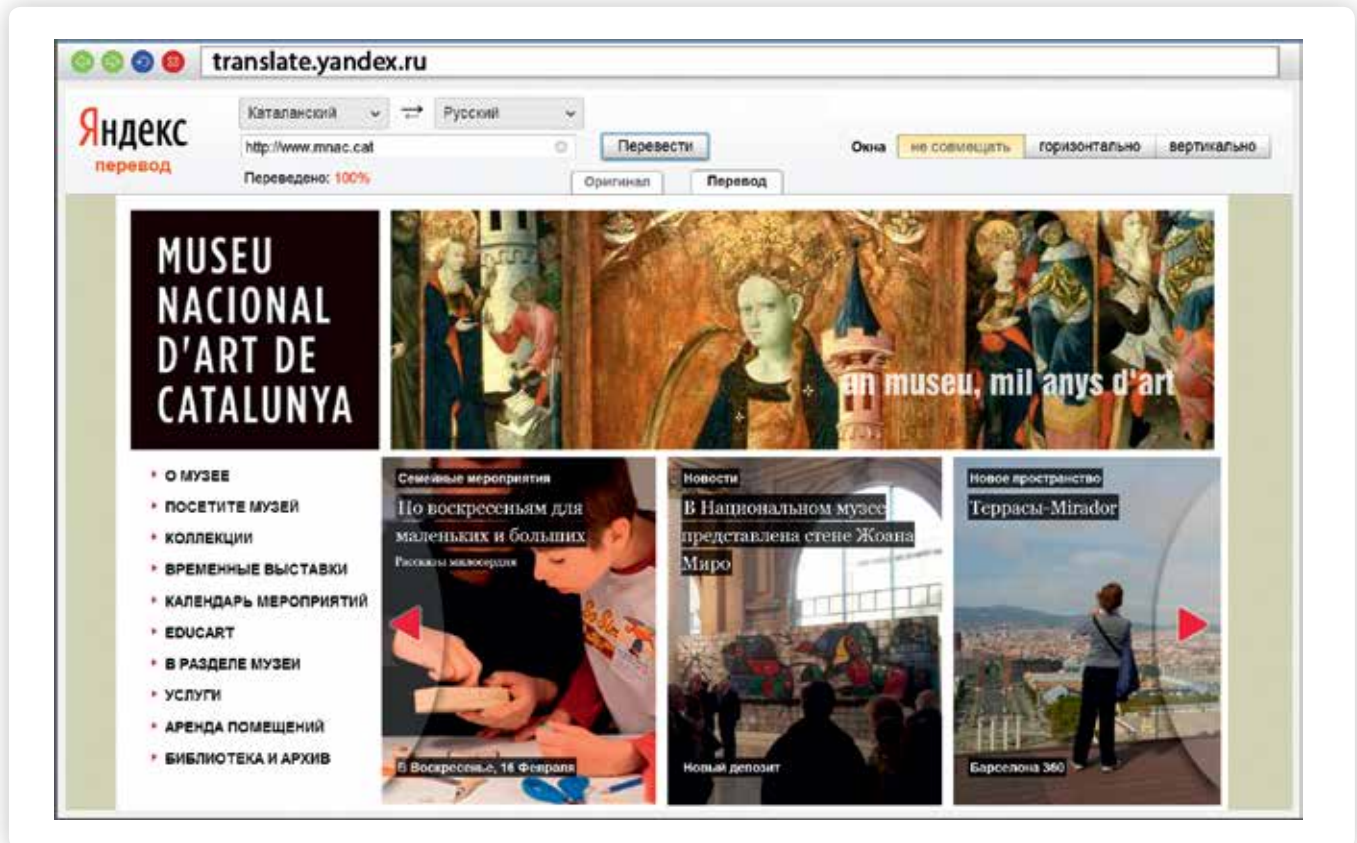 translate.yandex.ru
Яндекс
перевод
Каталанский
Русский
http://www.mnac.cat
Перевести
Окна не совмещать горизонтально вертикально
Переведено: 100%
Оригинал Перевод
MUSEU
NACIONAL
D'ART DE
CATALUNYA
un museu, mil anys d'art
О МУЗЕЕ
ПОСЕТИТЕ МУЗЕЙ
КОЛЛЕКЦИИ
ВРЕМЕННЫЕ ВЫСТАВКИ
КАЛЕНДАРЬ МЕРОПРИЯТИЙ
EDUCART
В РАЗДЕЛЕ МУЗЕИ
УСЛУГИ
АРЕНДА ПОМЕЩЕНИЙ
БИБЛИОТЕКА И АРХИВ
Семейные мероприятия
По воскресеньям для
маленьких и больших
Рассказы милосердия
В Воскресенье, 16 Февраля
Новости
В Национальном музее
представлена стене Жоана
Миро
Новый депозит
Новое пространство
Террасы-Mirador
Барселона 360